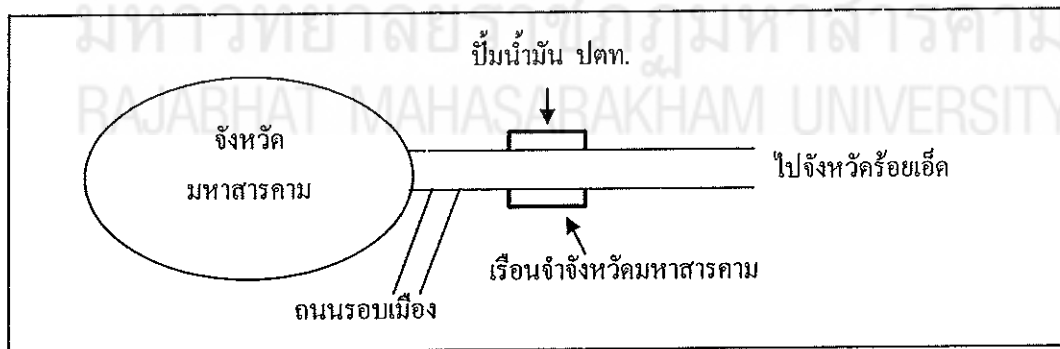 มหาวิทยาลัยราชภัฏมหาสารคาม
RAJABHAT MAHASARAKHAM UNIVERSITY
ปั้มน้ำมัน ปตท.
จังหวัด
มหาสารคาม
ไปจังหวัดร้อยเอ็ด
เรือนจำจังหวัดมหาสารคาม
ถนนรอบเมือง